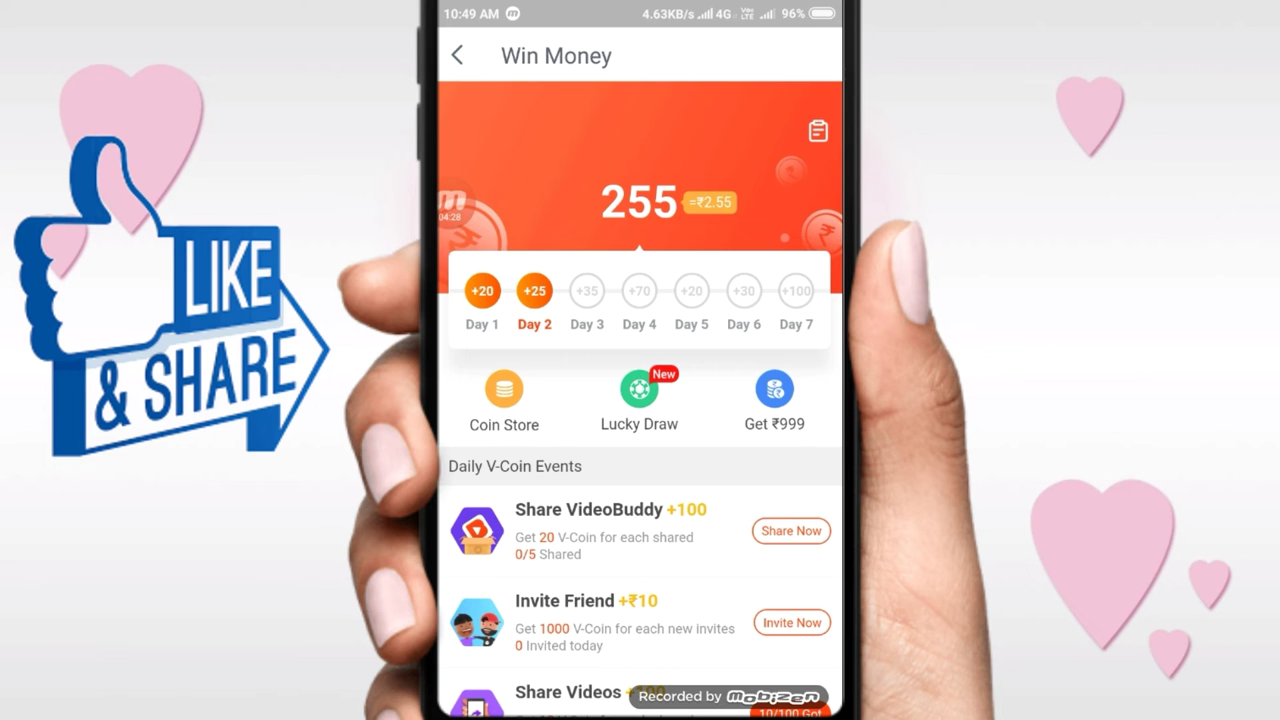 10:49 AM
4.63KB/s 4G VoLTE 96%
Win Money
255 =₹2.55
04:28
+20 +25 +35 +70 +20 +30 +100
Day 1 Day 2 Day 3 Day 4 Day 5 Day 6 Day 7
New
Coin Store Lucky Draw Get ₹999
Daily V-Coin Events
Share VideoBuddy +100
Get 20 V-Coin for each shared
0/5 Shared
Share Now
Invite Friend +₹10
Get 1000 V-Coin for each new invites
0 Invited today
Invite Now
Share Videos
10/100 Got
Recorded by mobizen
LIKE
& SHARE